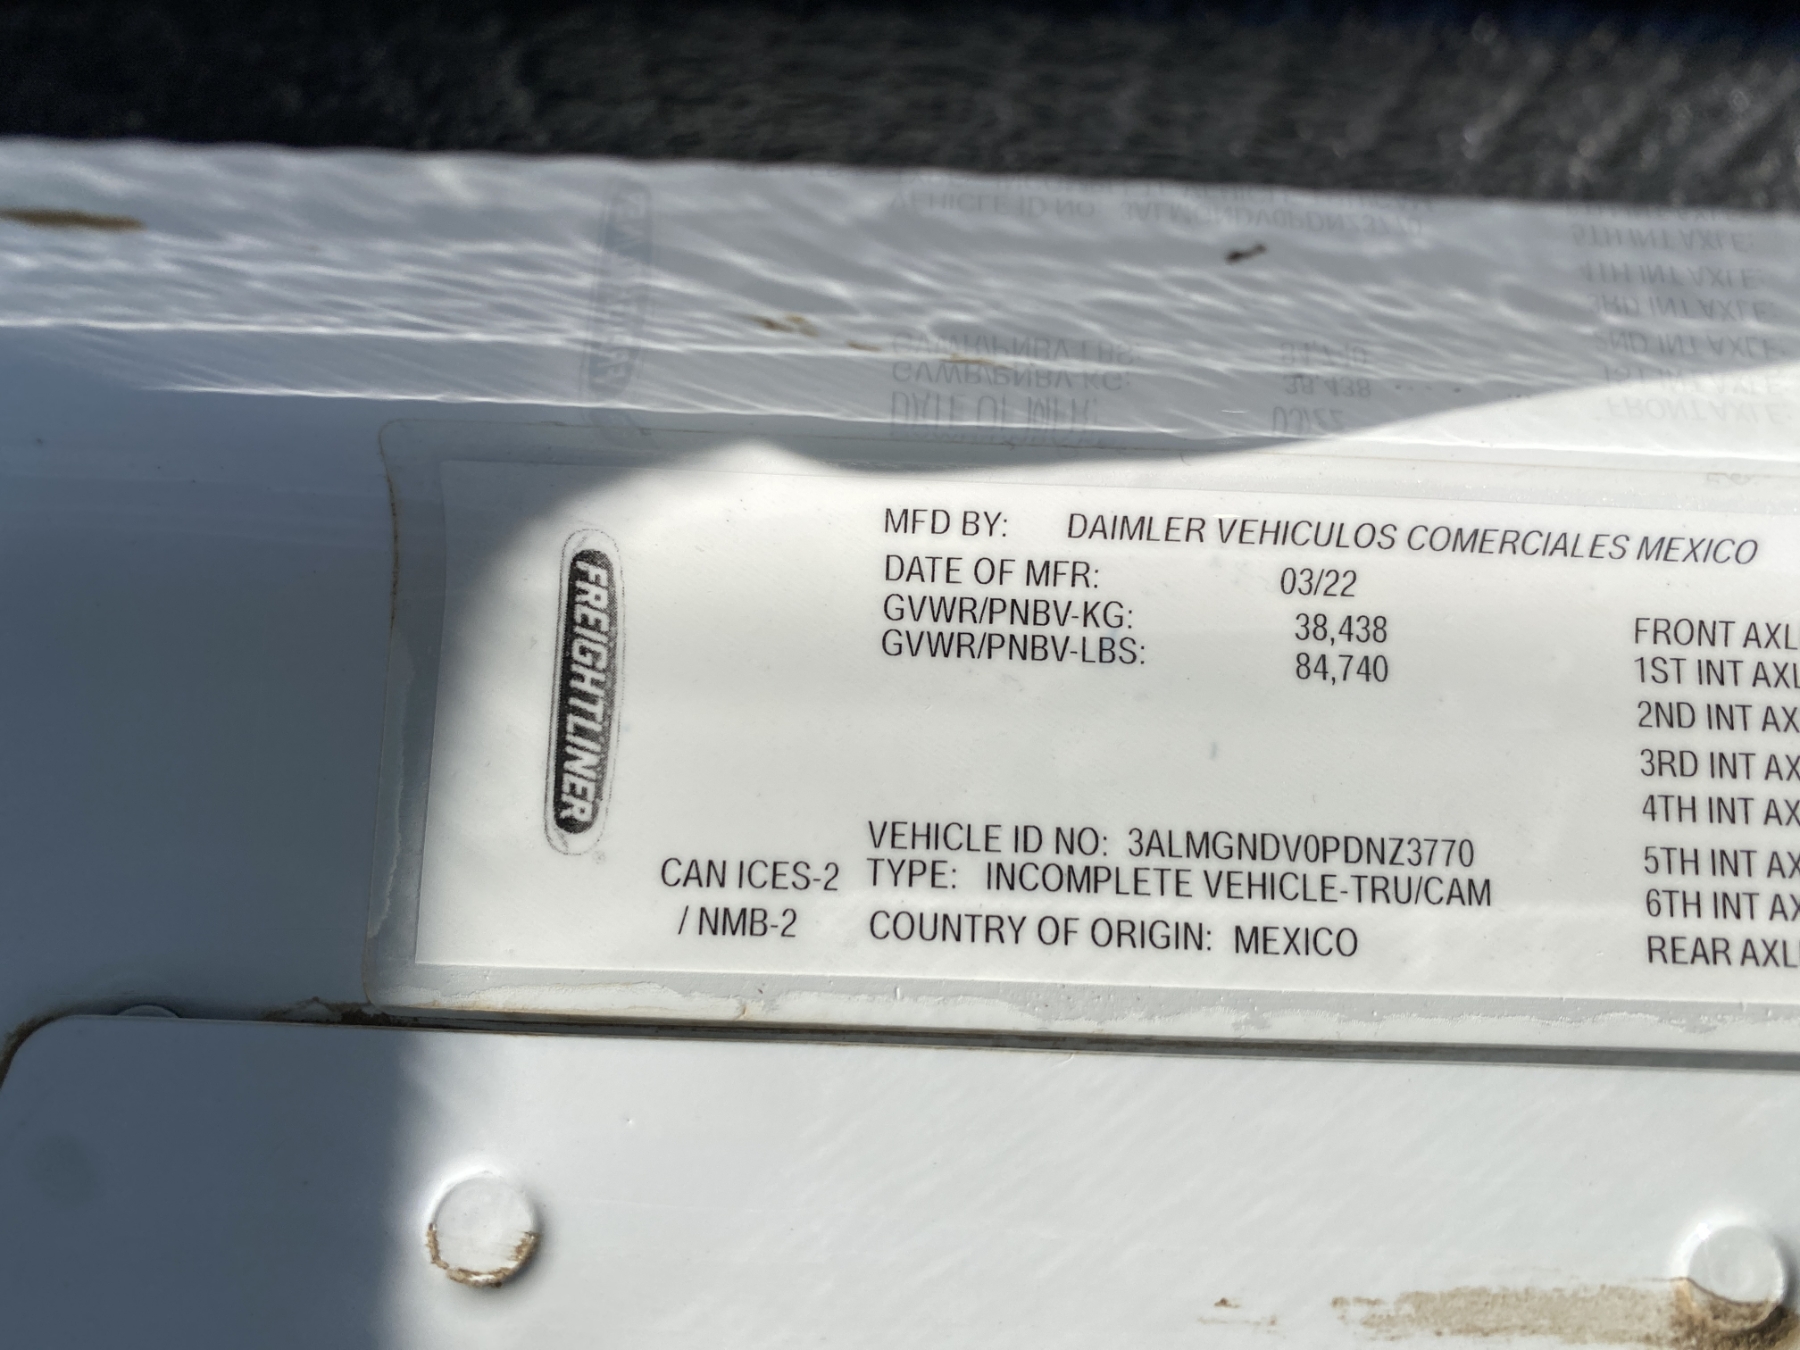 MFD BY: DAIMLER VEHICULOS COMERCIALES MEXICO
DATE OF MFR: 03/22
GVWR/PNBV-KG: 38,438
GVWR/PNBV-LBS: 84,740
FREIGHTLINER
VEHICLE ID NO: 3ALMGNDV0PDNZ3770
CAN ICES-2 TYPE: INCOMPLETE VEHICLE-TRU/CAM
/ NMB-2 COUNTRY OF ORIGIN: MEXICO
FRONT AXL
1ST INT AXL
2ND INT AX
3RD INT AX
4TH INT AX
5TH INT AX
6TH INT AX
REAR AXL